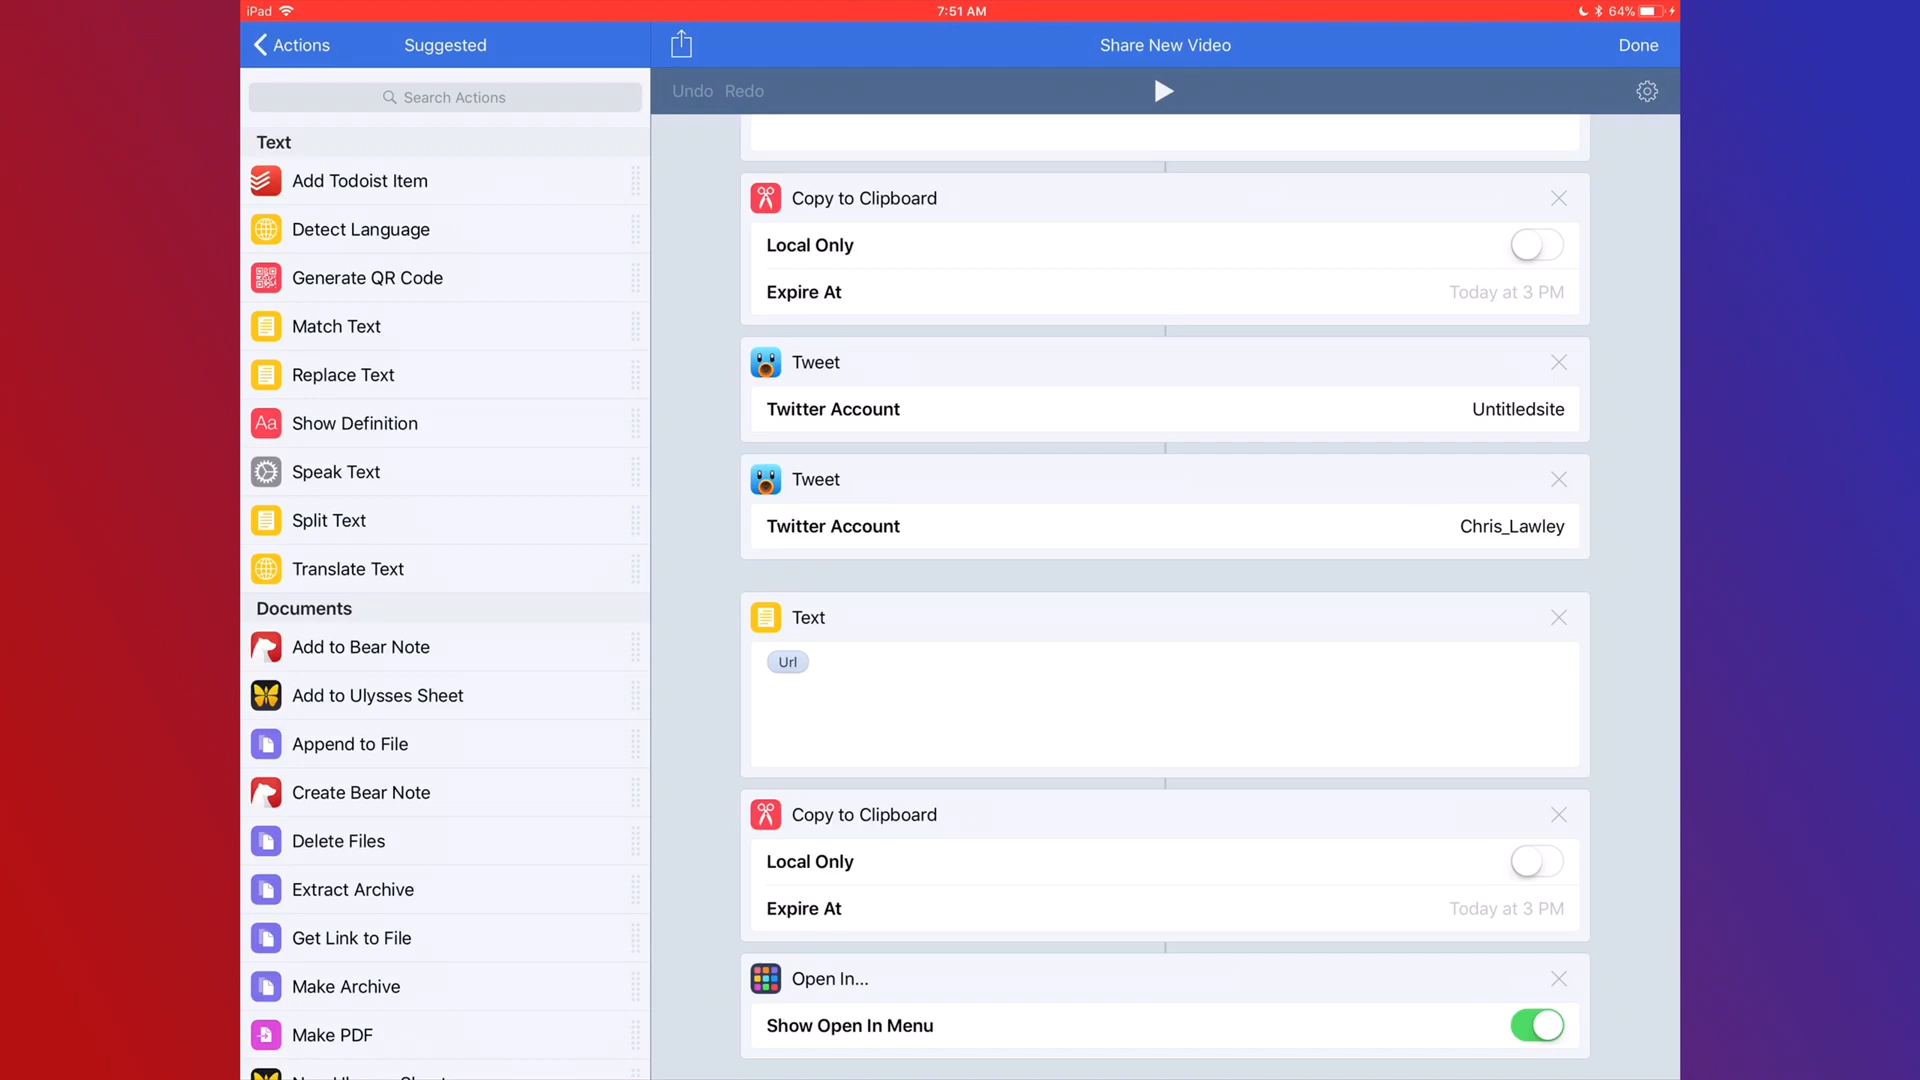 iPad
7:51 AM
64%
Actions
Suggested
Share New Video
Done
Undo
Redo
Search Actions
Text
Add Todoist Item
Detect Language
Generate QR Code
Match Text
Replace Text
Aa
Show Definition
Speak Text
Split Text
Translate Text
Documents
Add to Bear Note
Add to Ulysses Sheet
Append to File
Create Bear Note
Delete Files
Extract Archive
Get Link to File
Make Archive
Make PDF
Copy to Clipboard
Local Only
Expire At
Today at 3 PM
Tweet
Twitter Account
Untitledsite
Tweet
Twitter Account
Chris_Lawley
Text
Url
Copy to Clipboard
Local Only
Expire At
Today at 3 PM
Open In...
Show Open In Menu